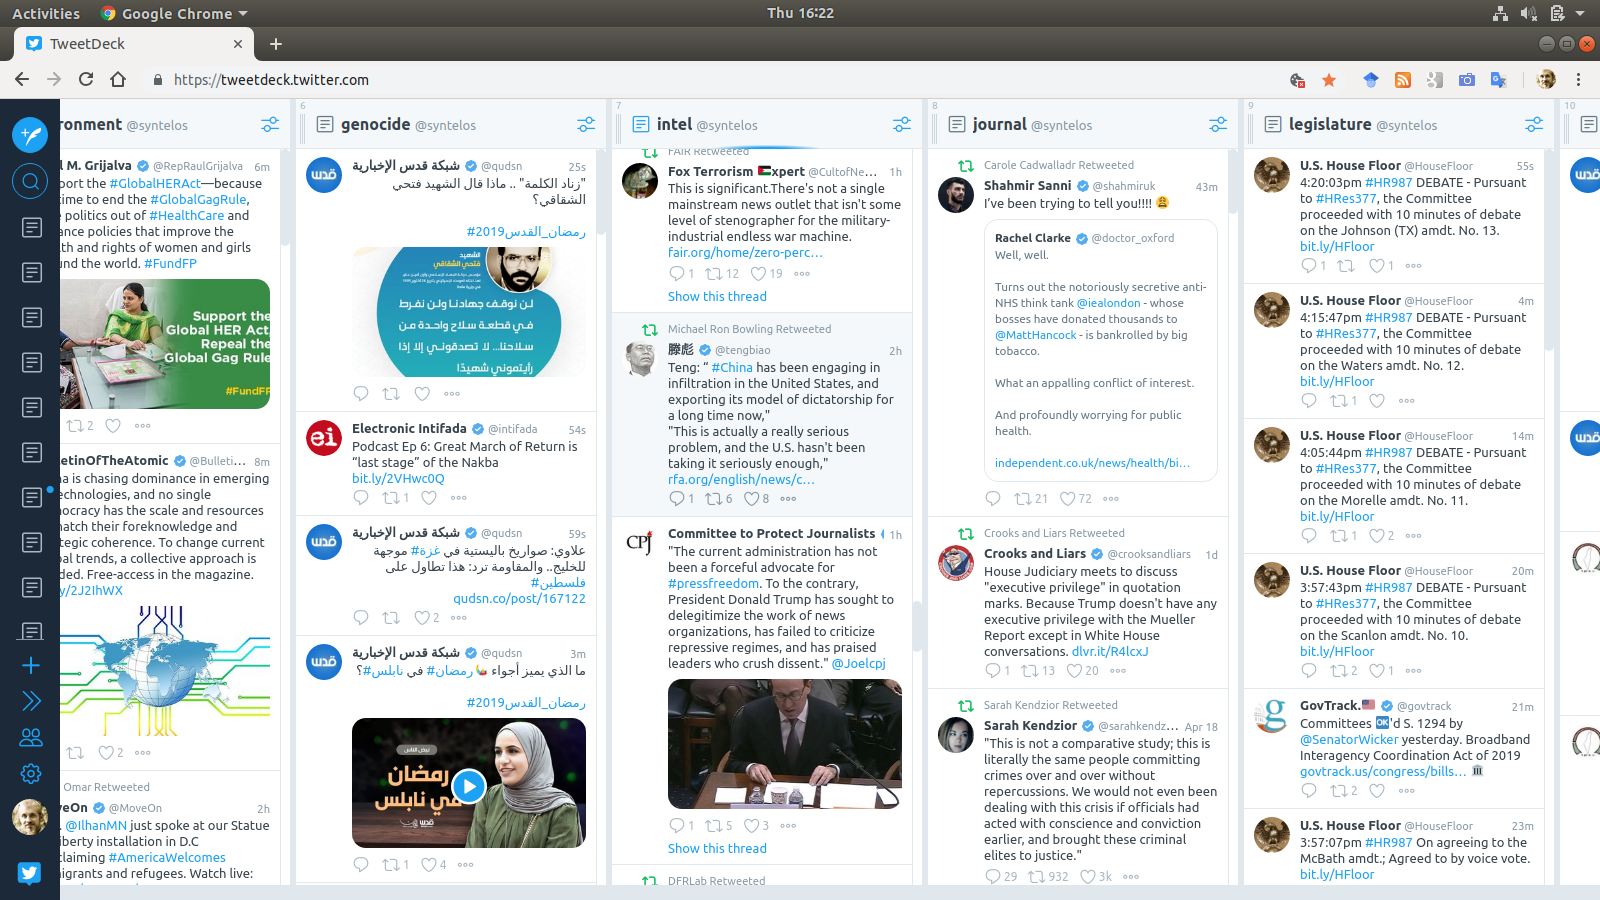 Activities
Google Chrome
Thu 16:22
TweetDeck
https://tweetdeck.twitter.com
ronment @syntelos
l M. Grijalva @RepRaulGrijalva 6m
port the #GlobalHERAct—because
time to end the #GlobalGagRule,
politics out of #HealthCare and
ance policies that improve the
th and rights of women and girls
und the world. #FundFP
Support the
Global HER Act.
Repeal the
Global Gag Rule
#FundFP
2
letinOfTheAtomic @Bulleti... 8m
na is chasing dominance in emerging
echnologies, and no single
nocracy has the scale and resources
natch their foreknowledge and
tegic coherence. To change current
bal trends, a collective approach is
ded. Free-access in the magazine.
y/2J2IhWX
2
Omar Retweeted
veOn @MoveOn 2h
. @IlhanMN just spoke at our Statue
iberty installation in D.C
claiming #AmericaWelcomes
nigrants and refugees. Watch live:
6
genocide @syntelos
شبكة قدس الإخبارية @qudsn 25s
"زناد الكلمة" .. ماذا قال الشهيد فتحي
الشقاقي؟
#رمضان_القدس2019
الشهيد
فتحي الشقاقي
لن نوقف جهادنا ولن نفرط
في قطعة سلاح واحدة من
سلاحنا... لا تصدقوني إلا إذا
رأيتموني شهيدًا
Electronic Intifada @intifada 54s
Podcast Ep 6: Great March of Return is
“last stage” of the Nakba
bit.ly/2VHwc0Q
1
شبكة قدس الإخبارية @qudsn 59s
علاوي: صواريخ باليستية في #غزة موجهة
للخليج.. والمقاومة ترد: هذا تطاول على
#فلسطين
qudsn.co/post/167122
2
شبكة قدس الإخبارية @qudsn 3m
ما الذي يميز أجواء #رمضان في #نابلس؟
#رمضان_القدس2019
نبض الناس
رمضان
في نابلس
قدس
1 4
7
intel @syntelos
FAIR Retweeted
Fox Terrorism Expert @CultofNe... 1h
This is significant.There's not a single
mainstream news outlet that isn't some
level of stenographer for the military-
industrial endless war machine.
fair.org/home/zero-perc...
1 12 19
Show this thread
Michael Ron Bowling Retweeted
滕彪 @tengbiao 2h
Teng: “ #China has been engaging in
infiltration in the United States, and
exporting its model of dictatorship for
a long time now,"
"This is actually a really serious
problem, and the U.S. hasn't been
taking it seriously enough,"
rfa.org/english/news/c...
1 6 8
CPJ
Committee to Protect Journalists 1h
"The current administration has not
been a forceful advocate for
#pressfreedom. To the contrary,
President Donald Trump has sought to
delegitimize the work of news
organizations, has failed to criticize
repressive regimes, and has praised
leaders who crush dissent." @Joelcpj
1 5 3
Show this thread
DFRLab Retweeted
8
journal @syntelos
Carole Cadwalladr Retweeted
Shahmir Sanni @shahmiruk 43m
I’ve been trying to tell you!!!!
Rachel Clarke @doctor_oxford
Well, well.
Turns out the notoriously secretive anti-
NHS think tank @iealondon - whose
bosses have donated thousands to
@MattHancock - is bankrolled by big
tobacco.
What an appalling conflict of interest.
And profoundly worrying for public
health.
independent.co.uk/news/health/bi...
21 72
Crooks and Liars Retweeted
Crooks and Liars @crooksandliars 1d
House Judiciary meets to discuss
"executive privilege" in quotation
marks. Because Trump doesn't have any
executive privilege with the Mueller
Report except in White House
conversations. dlvr.it/R4lcxJ
1 13 20
Sarah Kendzior Retweeted
Sarah Kendzior @sarahkendz... Apr 18
"This is not a comparative study; this is
literally the same people committing
crimes over and over without
repercussions. We would not even been
dealing with this crisis if officials had
acted with conscience and conviction
earlier, and brought these criminal
elites to justice."
29 932 3k
9
legislature @syntelos
U.S. House Floor @HouseFloor 55s
4:20:03pm #HR987 DEBATE - Pursuant
to #HRes377, the Committee
proceeded with 10 minutes of debate
on the Johnson (TX) amdt. No. 13.
bit.ly/HFloor
1 1
U.S. House Floor @HouseFloor 4m
4:15:47pm #HR987 DEBATE - Pursuant
to #HRes377, the Committee
proceeded with 10 minutes of debate
on the Waters amdt. No. 12.
bit.ly/HFloor
1
U.S. House Floor @HouseFloor 14m
4:05:44pm #HR987 DEBATE - Pursuant
to #HRes377, the Committee
proceeded with 10 minutes of debate
on the Morelle amdt. No. 11.
bit.ly/HFloor
1 2
U.S. House Floor @HouseFloor 20m
3:57:43pm #HR987 DEBATE - Pursuant
to #HRes377, the Committee
proceeded with 10 minutes of debate
on the Scanlon amdt. No. 10.
bit.ly/HFloor
2 1
GovTrack. @govtrack 21m
Committees OK'd S. 1294 by
@SenatorWicker yesterday. Broadband
Interagency Coordination Act of 2019
govtrack.us/congress/bills...
2
U.S. House Floor @HouseFloor 23m
3:57:07pm #HR987 On agreeing to the
McBath amdt.; Agreed to by voice vote.
bit.ly/HFloor
10